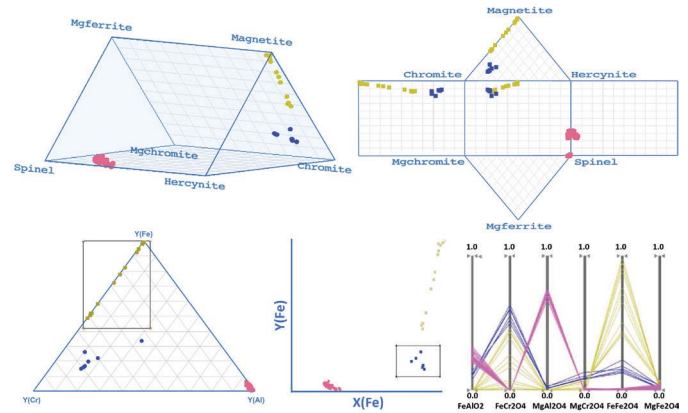 Mgferrite
Magnetite
Mgchromite
Spinel
Hercynite
Chromite
Magnetite
Chromite
Hercynite
Mgchromite
Spinel
Mgferrite
Y(Fe)
Y(Cr)
Y(Al)
Y(Fe)
X(Fe)
1.0 1.0 1.0 1.0 1.0 1.0
0.0 0.0 0.0 0.0 0.0 0.0
FeAlO2 FeCr2O4 MgAl2O4 MgCr2O4 FeFe2O4 MgFe2O4